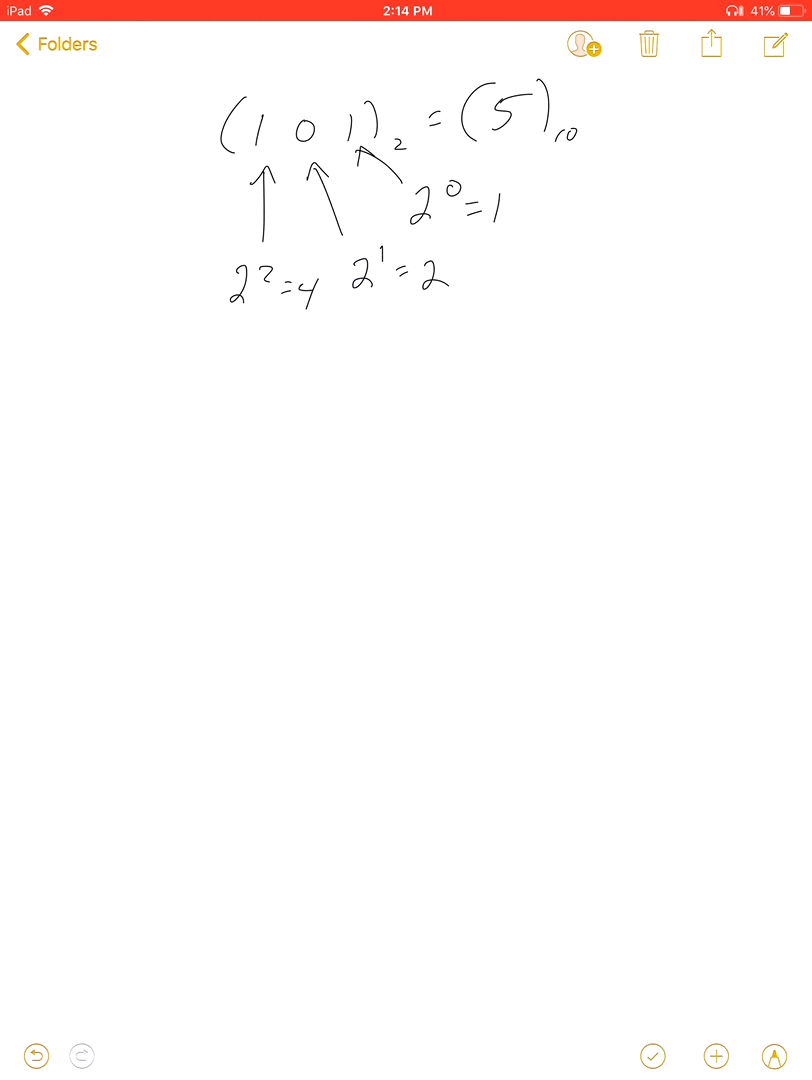 iPad 2:14 PM 41%
Folders
(1 0 1)₂ = (5)₁₀
2⁰ = 1
2² = 4 2¹ = 2